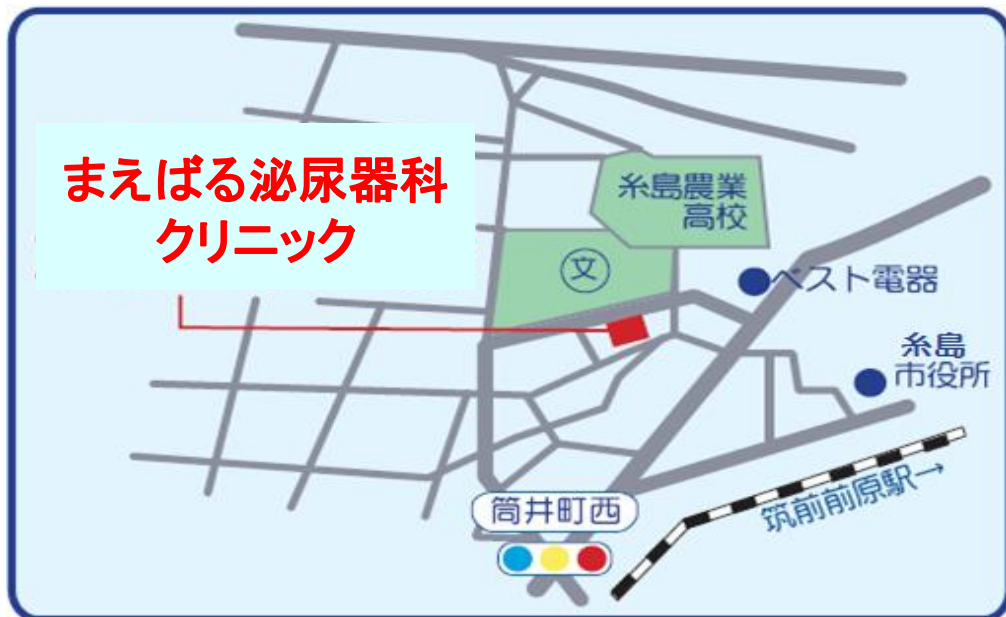 まえばる泌尿器科
クリニック
糸島農業
高校
文
ベスト電器
糸島
市役所
筑前前原駅→
筒井町西